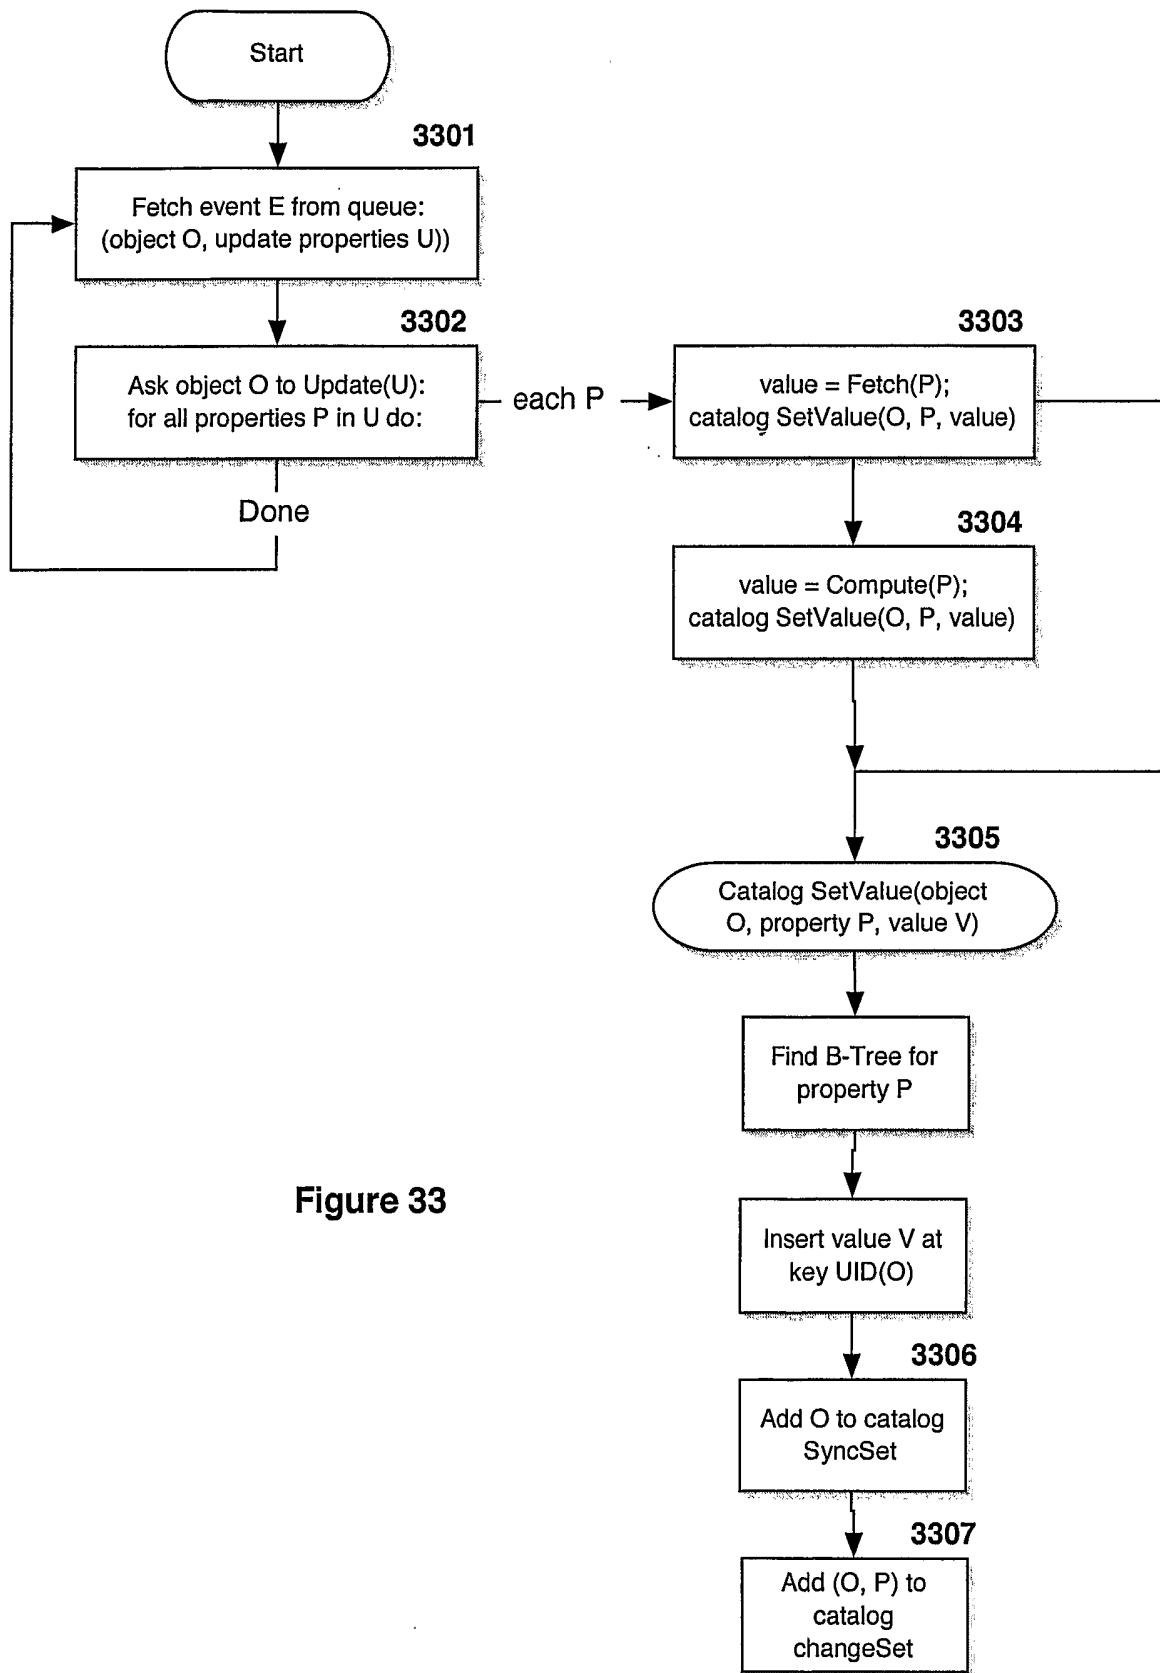 Start
3301
Fetch event E from queue:
(object O, update properties U))
3302
Ask object O to Update(U):
for all properties P in U do:
each P
Done
3303
value = Fetch(P);
catalog SetValue(O, P, value)
3304
value = Compute(P);
catalog SetValue(O, P, value)
3305
Catalog SetValue(object
O, property P, value V)
Find B-Tree for
property P
Insert value V at
key UID(O)
3306
Add O to catalog
SyncSet
3307
Add (O, P) to
catalog
changeSet
Figure 33